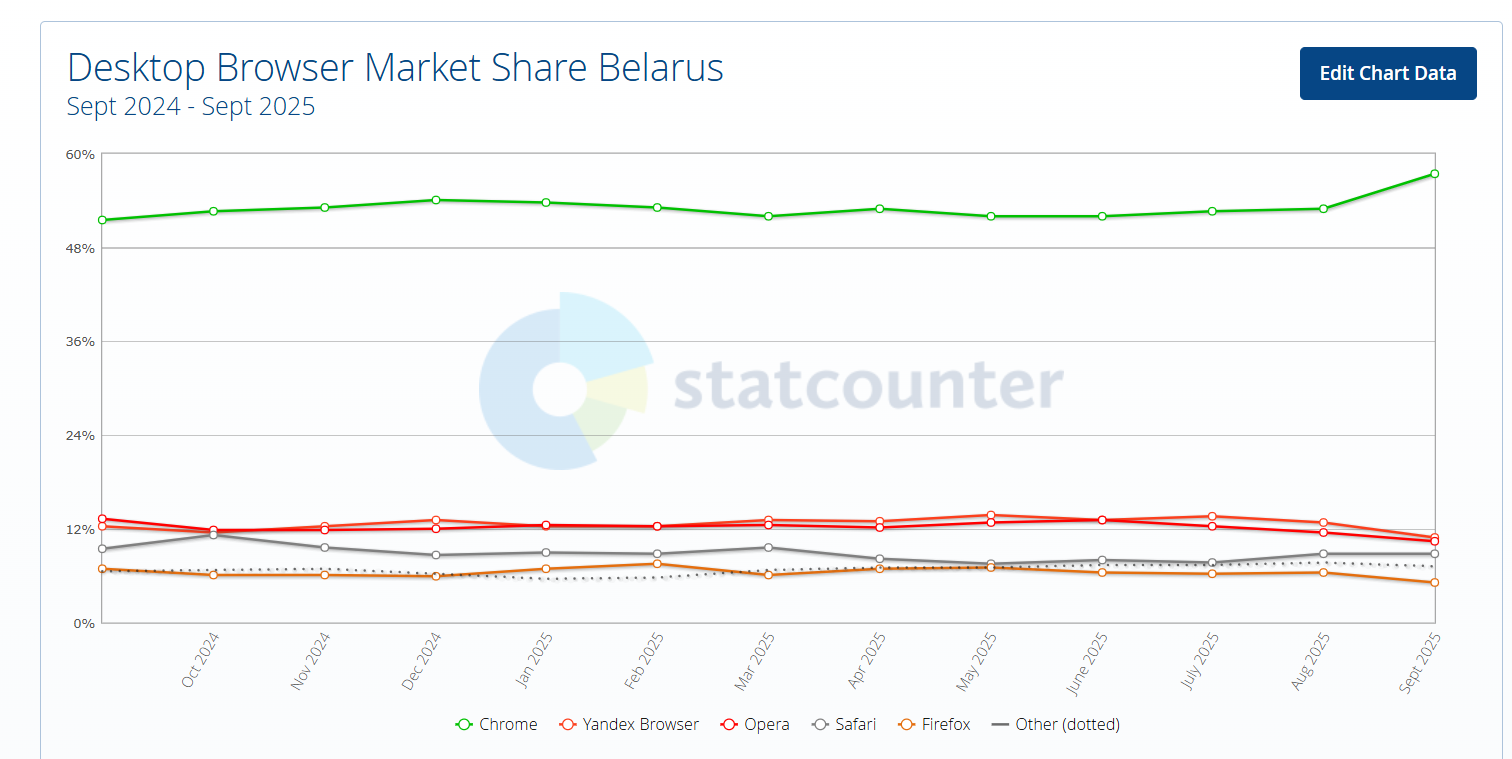 Desktop Browser Market Share Belarus
Sept 2024 - Sept 2025
Edit Chart Data
60%
48%
36%
24%
12%
0%
statcounter
Oct 2024
Nov 2024
Dec 2024
Jan 2025
Feb 2025
Mar 2025
Apr 2025
May 2025
June 2025
July 2025
Aug 2025
Sept 2025
Chrome Yandex Browser Opera Safari Firefox Other (dotted)